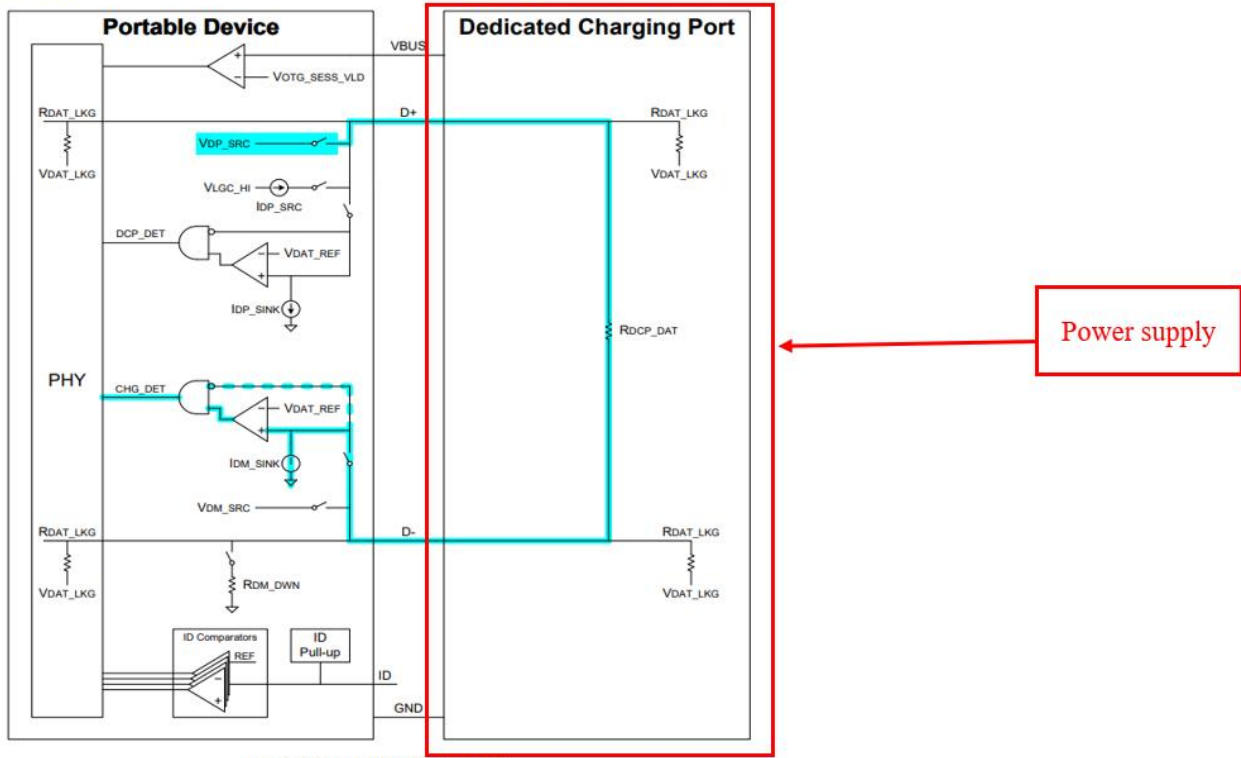 Portable Device
Dedicated Charging Port
VBUS
VOTG_SESS_VLD
RDAT_LKG
D+
RDAT_LKG
VDP_SRC
VDAT_LKG
VDAT_LKG
VLGC_HI
IDP_SRC
DCP_DET
VDAT_REF
IDP_SINK
RDCP_DAT
Power supply
PHY
CHG_DET
VDAT_REF
IDM_SINK
VDM_SRC
RDAT_LKG
D-
RDAT_LKG
RDM_DWN
VDAT_LKG
VDAT_LKG
ID Comparators
REF
ID
Pull-up
ID
GND